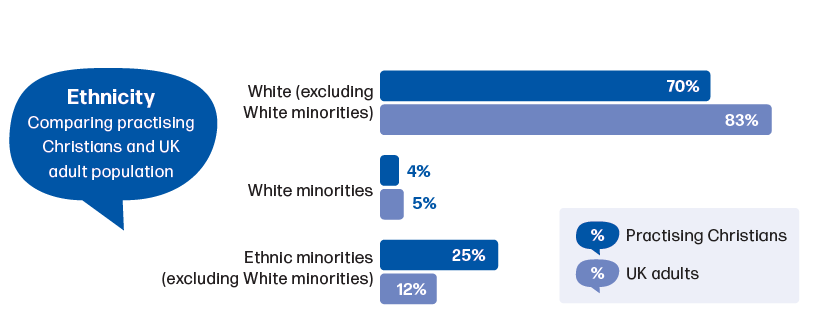 Ethnicity
Comparing practising
Christians and UK
adult population
White (excluding
White minorities)
70%
83%
White minorities
4%
5%
Ethnic minorities
(excluding White minorities)
25%
12%
% Practising Christians
% UK adults